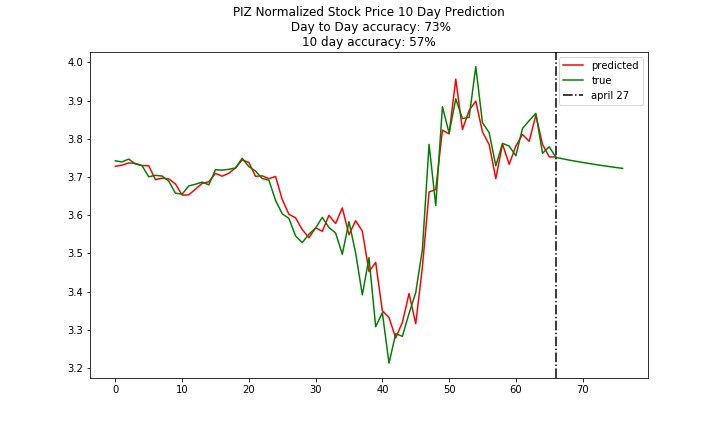 PIZ Normalized Stock Price 10 Day Prediction
Day to Day accuracy: 73%
10 day accuracy: 57%
predicted
true
april 27
4.0
3.9
3.8
3.7
3.6
3.5
3.4
3.3
3.2
0 10 20 30 40 50 60 70